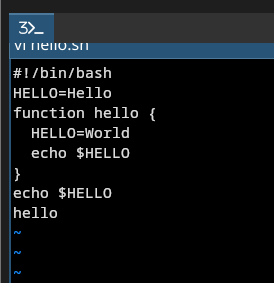 3>_
vi hello.sh
#!/bin/bash
HELLO=Hello
function hello {
  HELLO=World
  echo $HELLO
}
echo $HELLO
hello
~
~
~